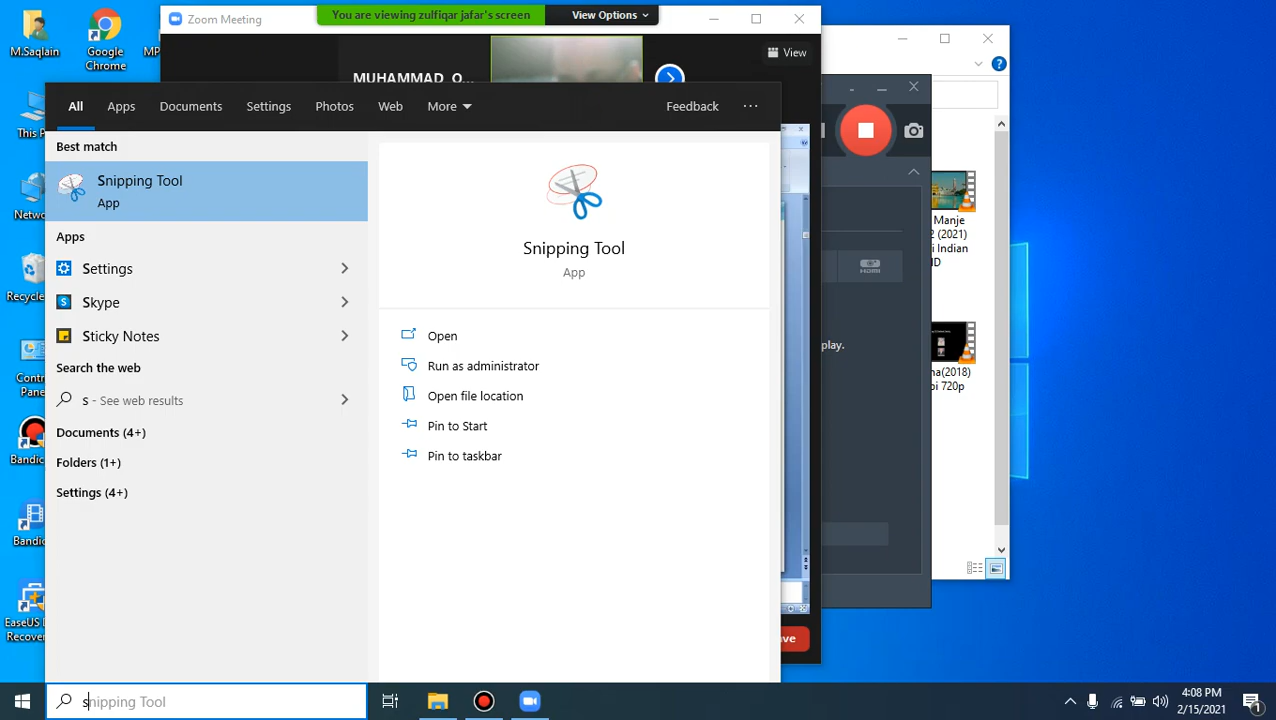 M.Saqlain
Google
Chrome
Zoom Meeting
You are viewing zulfiqar jafar's screen
View Options
View
MUHAMMAD_O...
All
Apps
Documents
Settings
Photos
Web
More
Feedback
Best match
Snipping Tool
App
Apps
Settings
Skype
Sticky Notes
Search the web
s - See web results
Documents (4+)
Folders (1+)
Settings (4+)
Snipping Tool
App
Open
Run as administrator
Open file location
Pin to Start
Pin to taskbar
This P
Netwo
Recycle
Contr
Pane
Bandic
Bandic
EaseUS
Recover
HDMI
play.
Manje
2 (2021)
i Indian
ID
na(2018)
bi 720p
ve
snipping Tool
4:08 PM
2/15/2021
1